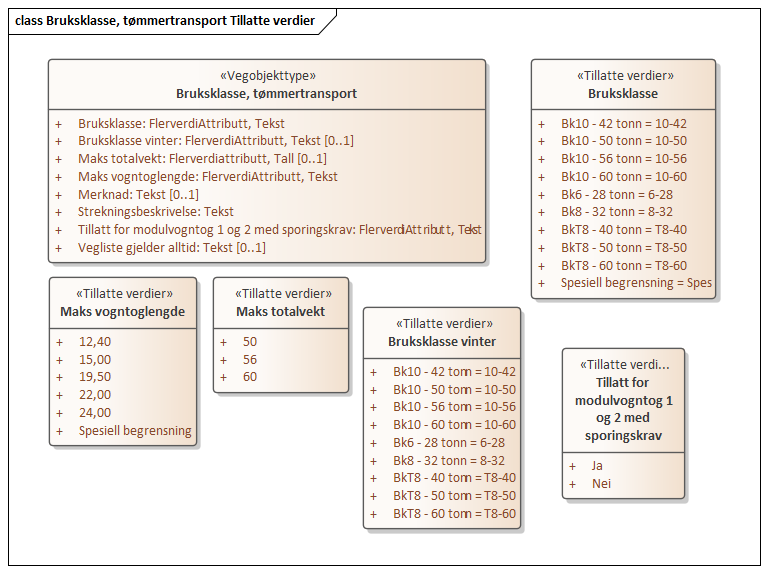 class Bruksklasse, tømmertransport Tillatte verdier
«Vegobjekttype»
Bruksklasse, tømmertransport
+ Bruksklasse: FlerverdiAttributt, Tekst
+ Bruksklasse vinter: FlerverdiAttributt, Tekst [0..1]
+ Maks totalvekt: Flerverdiattributt, Tall [0..1]
+ Maks vogntoglengde: FlerverdiAttributt, Tekst
+ Merknad: Tekst [0..1]
+ Strekningsbeskrivelse: Tekst
+ Tillatt for modulvogntog 1 og 2 med sporingskrav: FlerverdiAttributt, Tekst
+ Vegliste gjelder alltid: Tekst [0..1]
«Tillatte verdier»
Bruksklasse
+ Bk10 - 42 tonn = 10-42
+ Bk10 - 50 tonn = 10-50
+ Bk10 - 56 tonn = 10-56
+ Bk10 - 60 tonn = 10-60
+ Bk6 - 28 tonn = 6-28
+ Bk8 - 32 tonn = 8-32
+ BkT8 - 40 tonn = T8-40
+ BkT8 - 50 tonn = T8-50
+ BkT8 - 60 tonn = T8-60
+ Spesiell begrensning = Spes
«Tillatte verdier»
Maks vogntoglengde
+ 12,40
+ 15,00
+ 19,50
+ 22,00
+ 24,00
+ Spesiell begrensning
«Tillatte verdier»
Maks totalvekt
+ 50
+ 56
+ 60
«Tillatte verdier»
Bruksklasse vinter
+ Bk10 - 42 tonn = 10-42
+ Bk10 - 50 tonn = 10-50
+ Bk10 - 56 tonn = 10-56
+ Bk10 - 60 tonn = 10-60
+ Bk6 - 28 tonn = 6-28
+ Bk8 - 32 tonn = 8-32
+ BkT8 - 40 tonn = T8-40
+ BkT8 - 50 tonn = T8-50
+ BkT8 - 60 tonn = T8-60
«Tillatte verdi...
Tillatt for
modulvogntog 1
og 2 med
sporingskrav
+ Ja
+ Nei